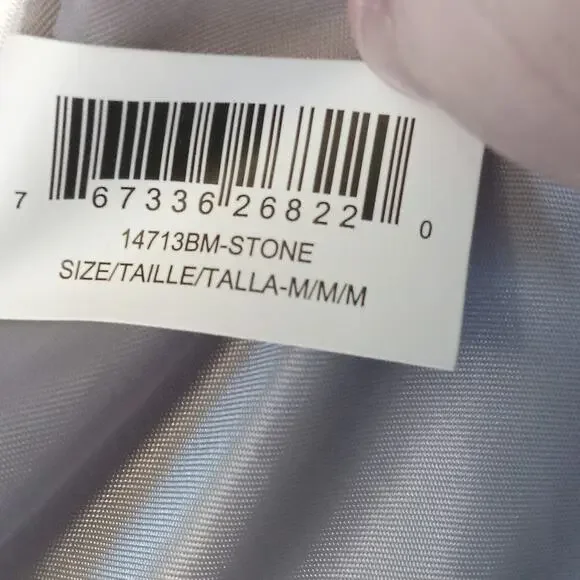 7 67336 26822 0
14713BM-STONE
SIZE/TAILLE/TALLA-M/M/M